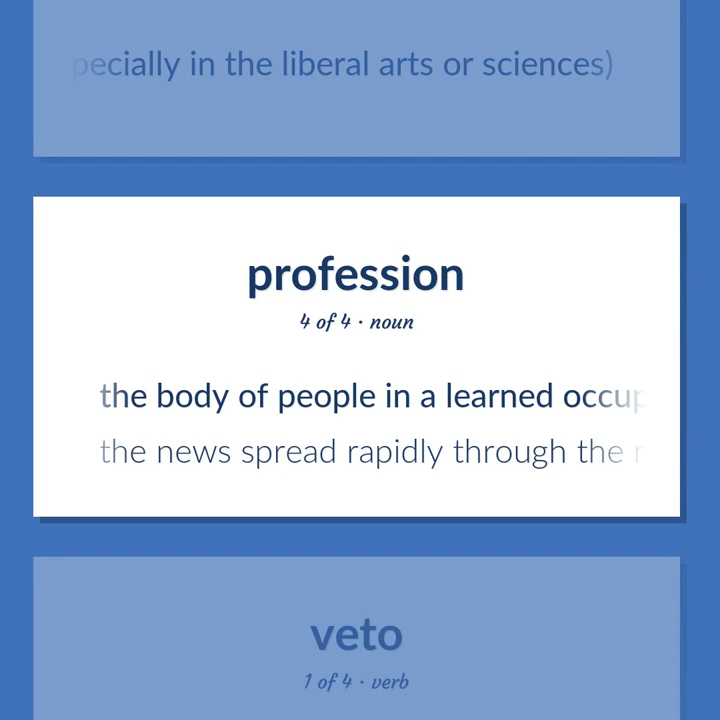 pecially in the liberal arts or sciences)
profession
4 of 4 · noun
the body of people in a learned occup
the news spread rapidly through the
veto
1 of 4 · verb